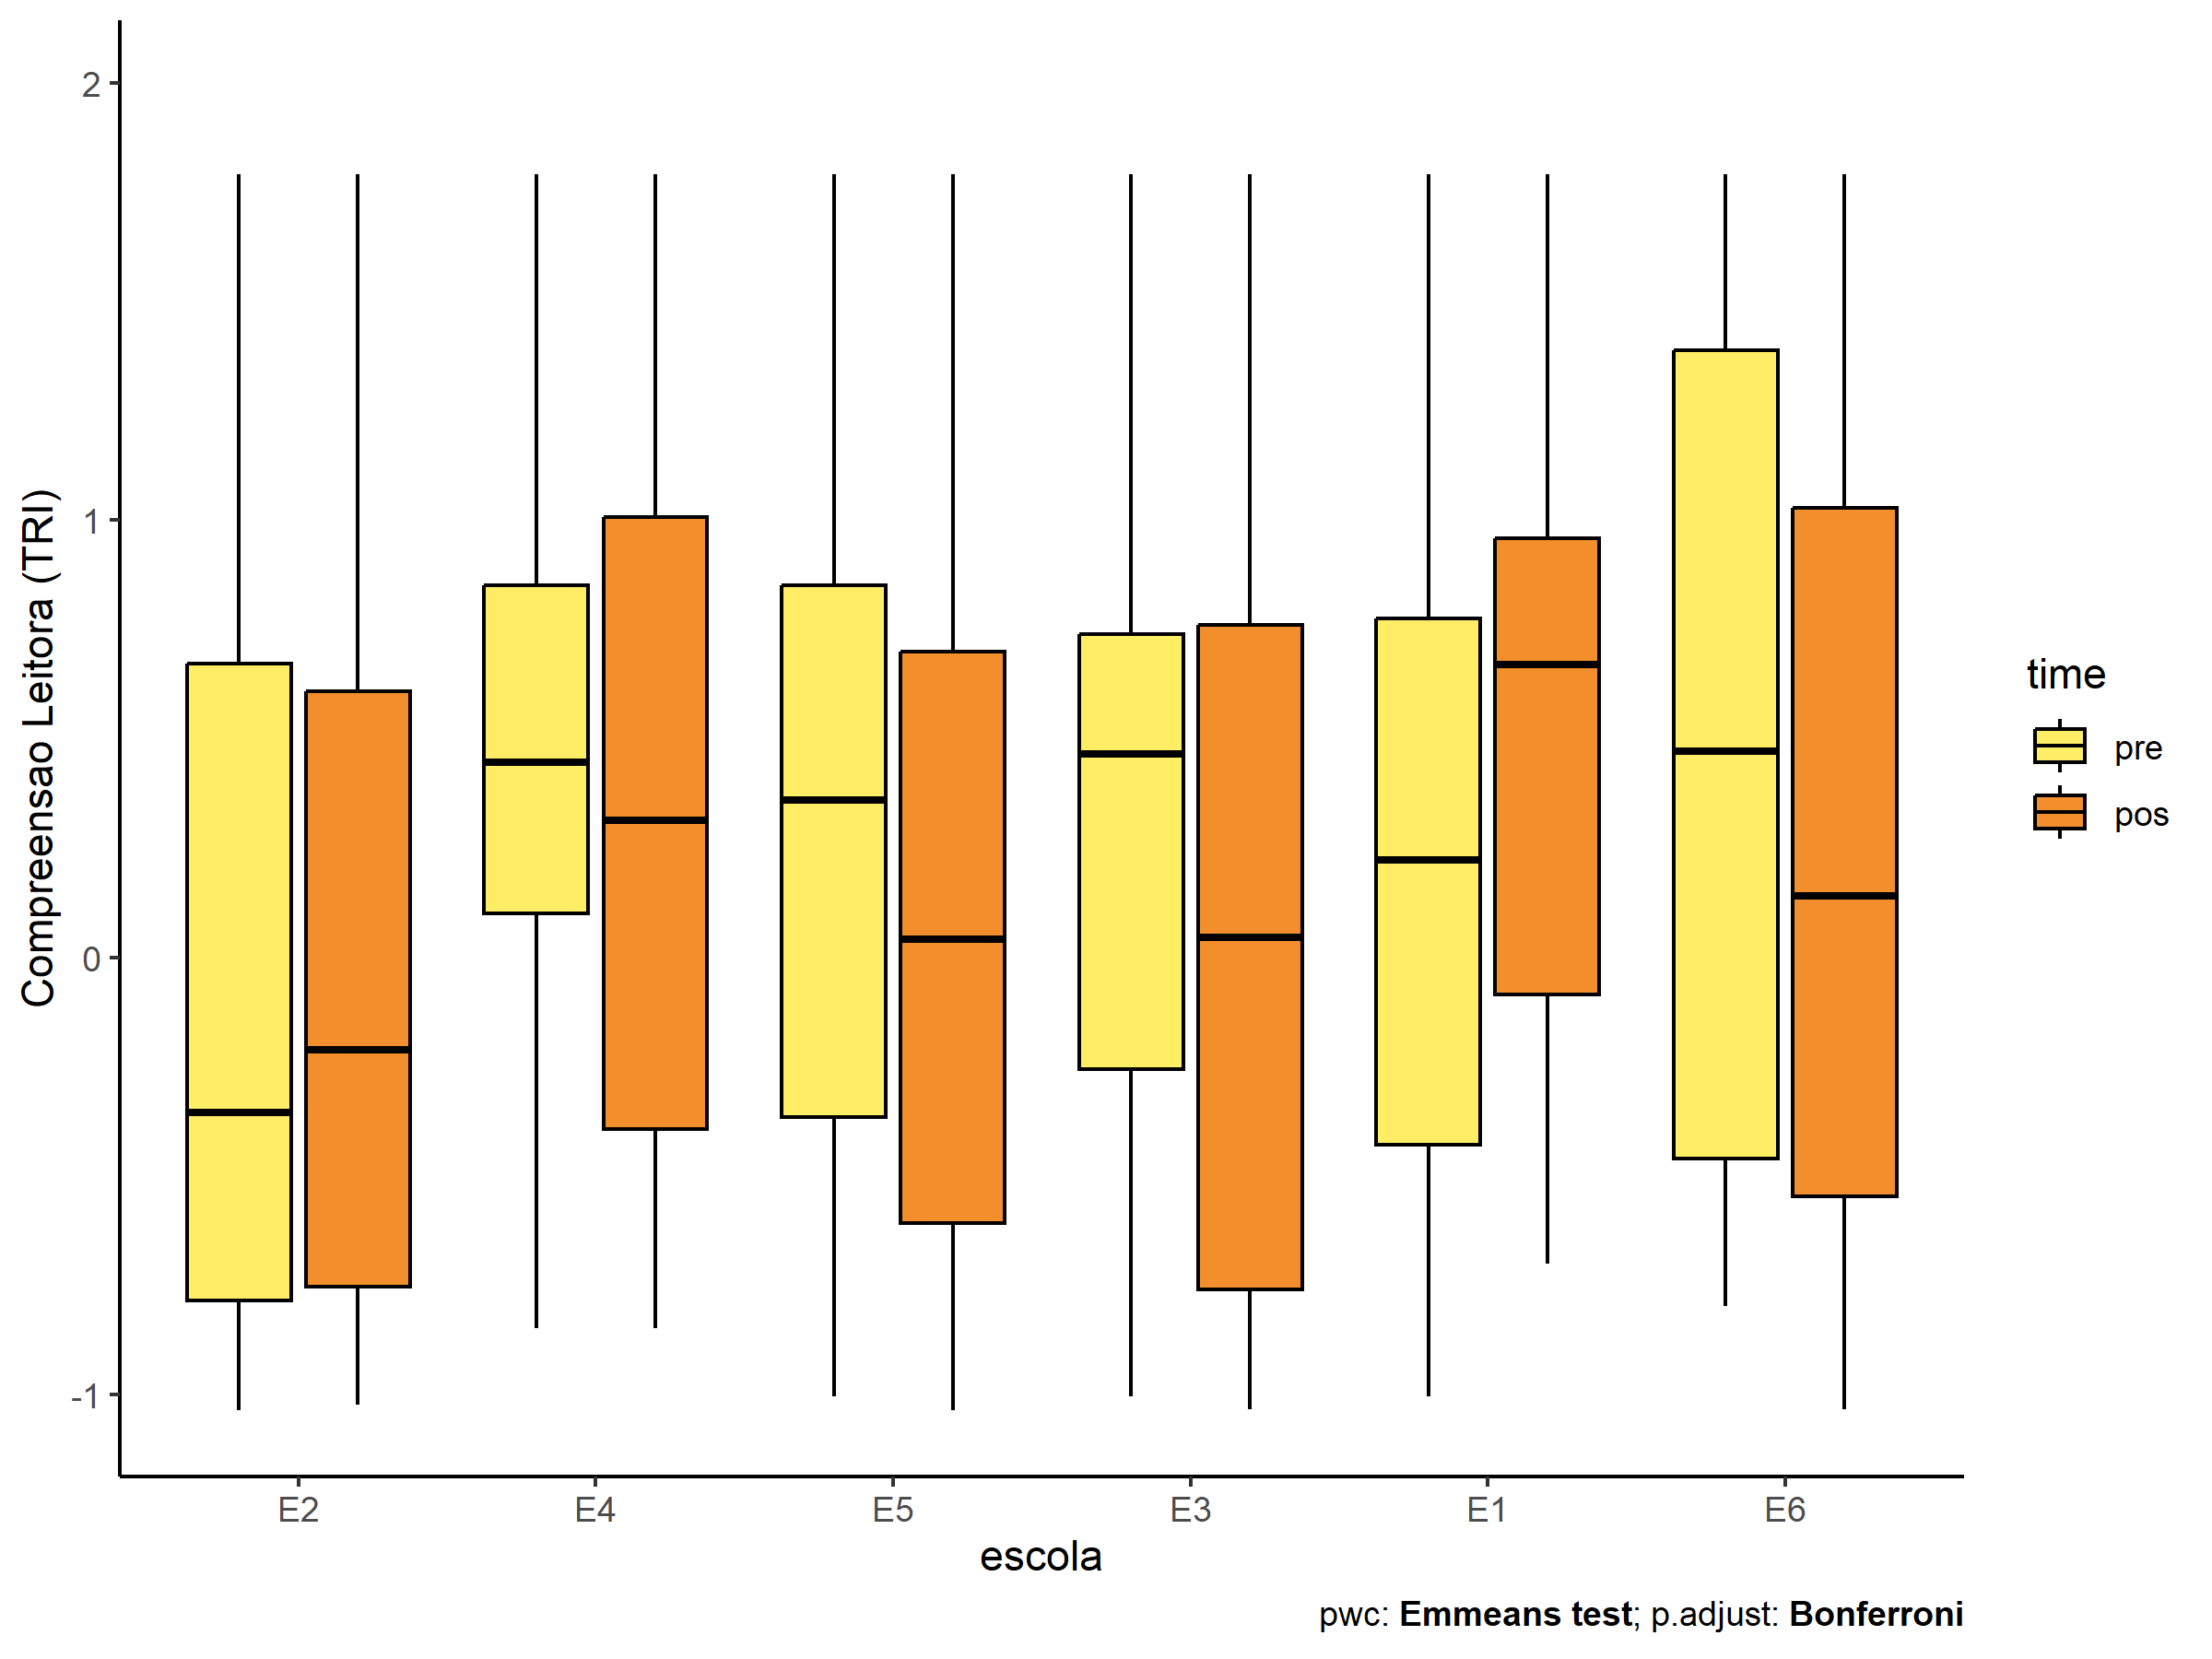 Compreensao Leitora (TRI)
2
1
0
-1
E2 E4 E5 E3 E1 E6
escola
time
pre
pos
pwc: Emmeans test; p.adjust: Bonferroni